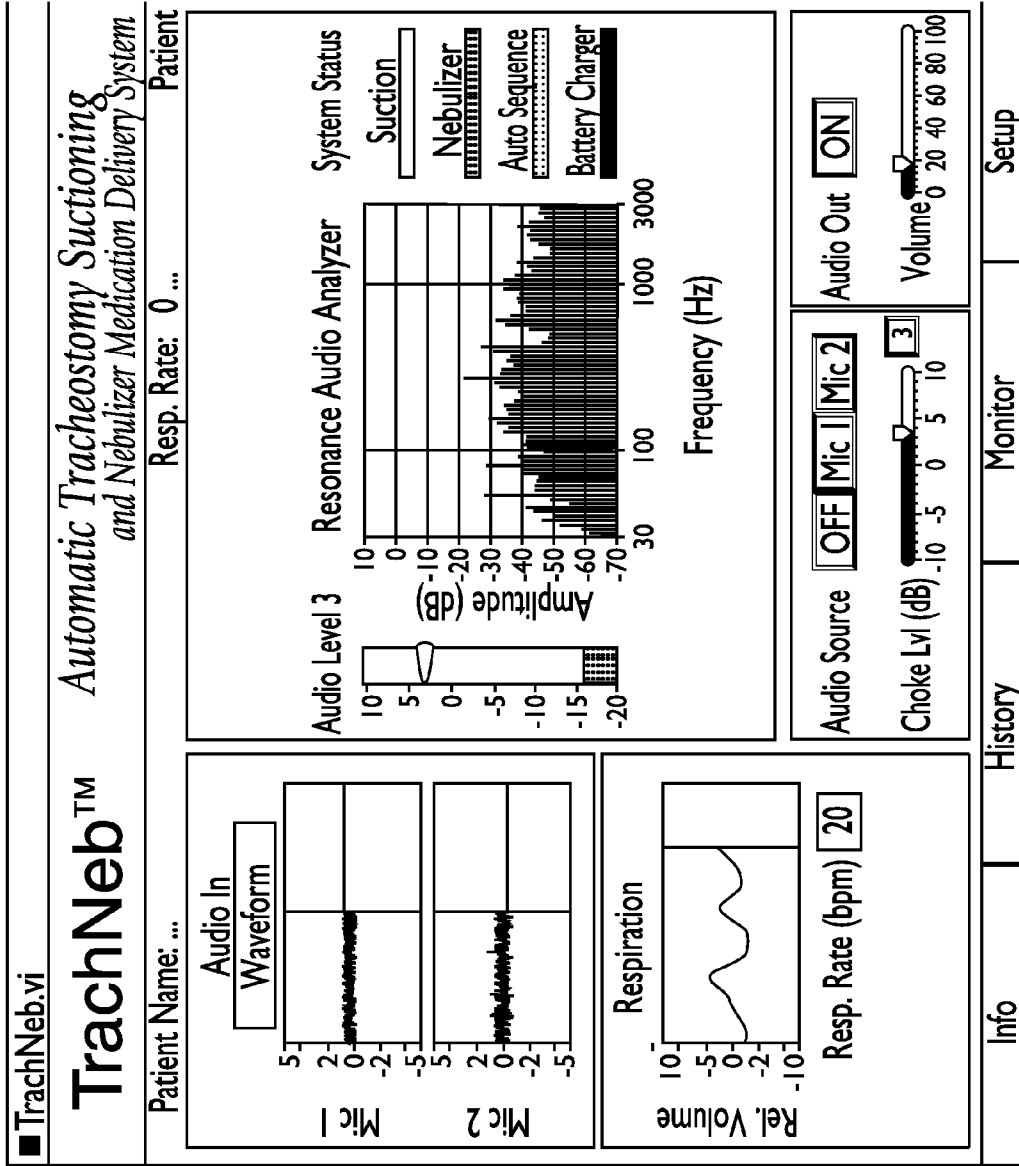 TrachNeb.vi
TrachNeb™
Automatic Tracheostomy Suctioning
and Nebulizer Medication Delivery System
Patient Name: ...
Resp. Rate: 0 ...
Patient
Audio In
Waveform
Mic 1
5
2
0
-2
-5
Mic 2
5
2
0
-2
-5
Respiration
Rel. Volume
10
5
0
-2
-10
Resp. Rate (bpm) 20
Audio Level 3
10
5
0
-5
-10
-15
-20
Resonance Audio Analyzer
Amplitude (dB)
10
0
-10
-20
-30
-40
-50
-60
-70
30 100 1000 3000
Frequency (Hz)
System Status
Suction
Nebulizer
Auto Sequence
Battery Charger
Audio Source OFF Mic 1 Mic 2
Choke Lvl (dB) 3
-10 -5 0 5 10
Audio Out ON
Volume
0 20 40 60 80 100
Info History Monitor Setup